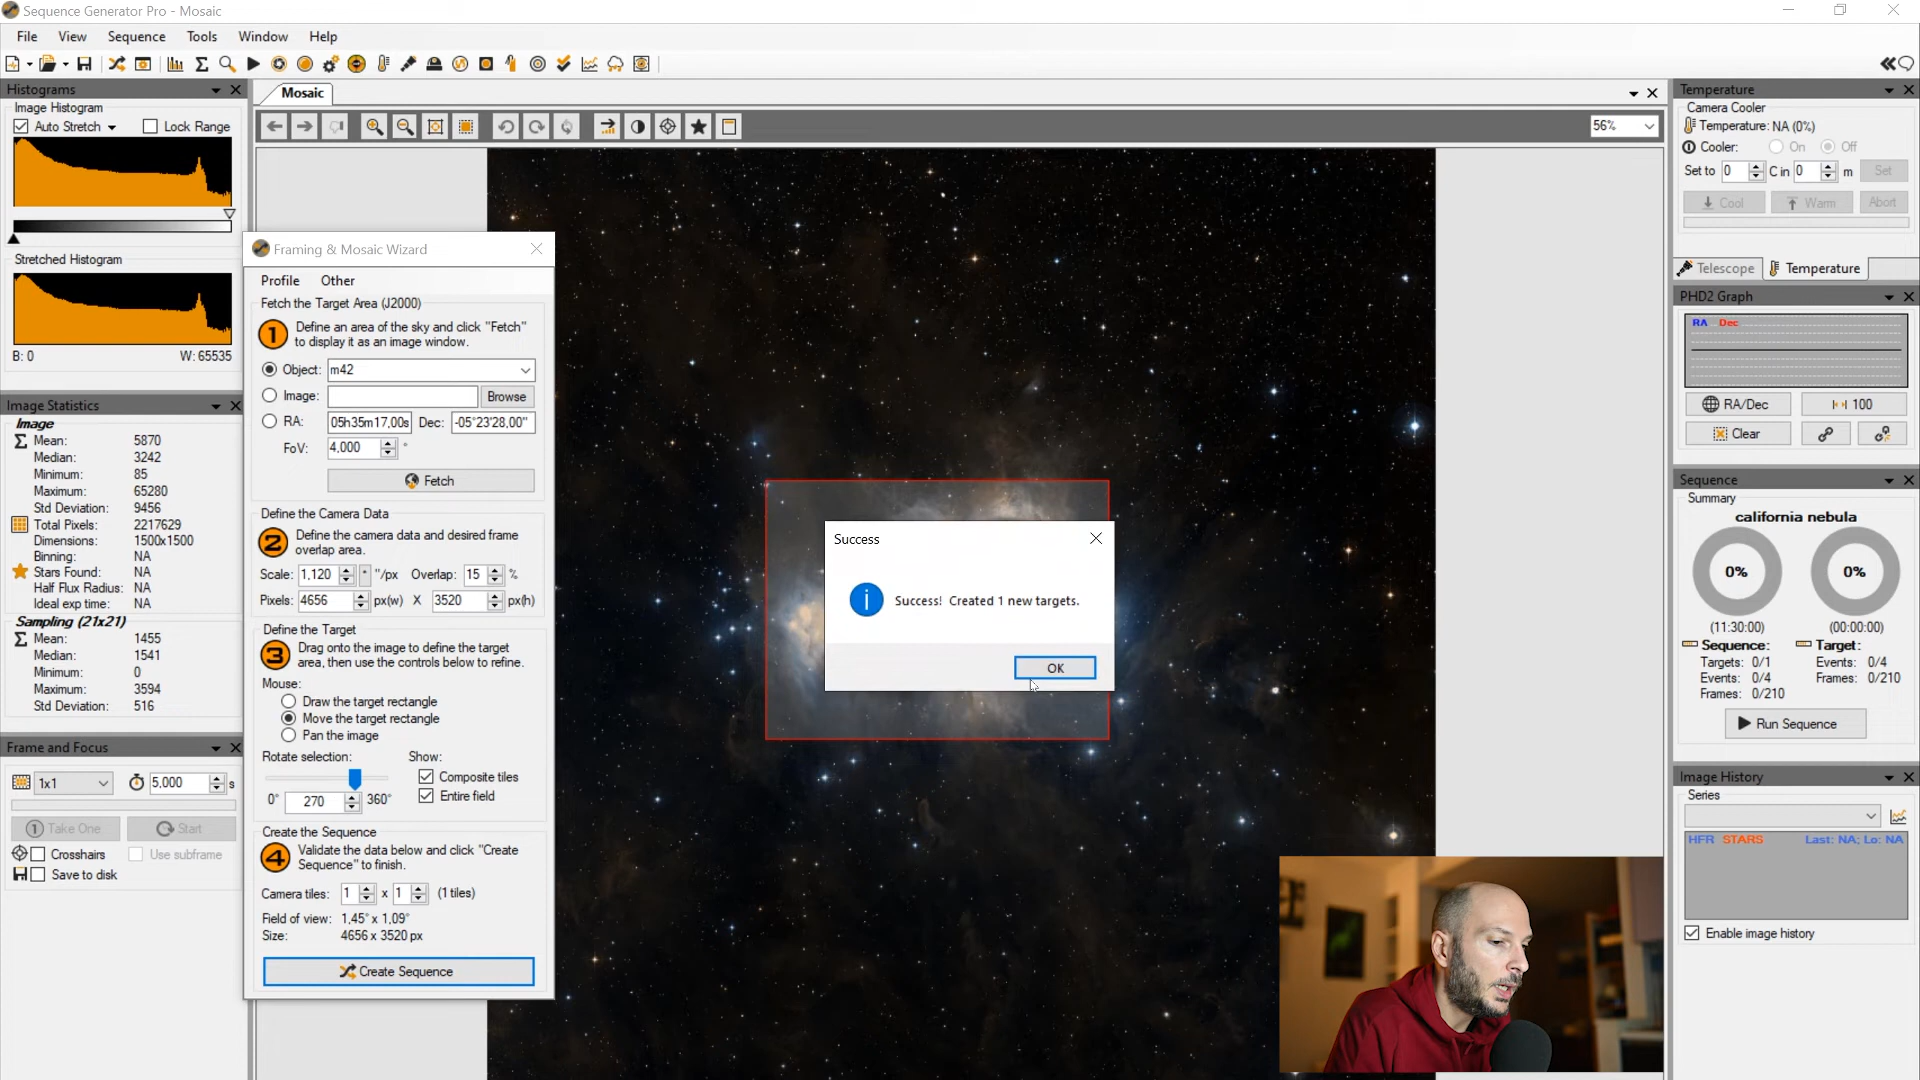 Sequence Generator Pro - Mosaic
File View Sequence Tools Window Help
Histograms
Image Histogram
Auto Stretch
Lock Range
Stretched Histogram
B: 0 W: 65535
Image Statistics
Image
Mean: 5870
Median: 3242
Minimum: 85
Maximum: 65280
Std Deviation: 9456
Total Pixels: 2217629
Dimensions: 1500x1500
Binning: NA
Stars Found: NA
Half Flux Radius: NA
Ideal exp time: NA
Sampling (21x21)
Mean: 1455
Median: 1541
Minimum: 0
Maximum: 3594
Std Deviation: 516
Frame and Focus
1x1 5,000 s
1 Take One Start
Crosshairs Use subframe
Save to disk
Mosaic
56%
Framing & Mosaic Wizard
Profile Other
Fetch the Target Area (J2000)
1 Define an area of the sky and click "Fetch"
to display it as an image window.
Object: m42
Image: Browse
RA: 05h35m17,00s Dec: -05°23'28,00"
FoV: 4,000 °
Fetch
Define the Camera Data
2 Define the camera data and desired frame
overlap area.
Scale: 1,120 * "/px Overlap: 15 %
Pixels: 4656 px(w) X 3520 px(h)
Define the Target
3 Drag onto the image to define the target
area, then use the controls below to refine.
Mouse:
Draw the target rectangle
Move the target rectangle
Pan the image
Rotate selection: Show:
Composite tiles
0° 270 360° Entire field
Create the Sequence
4 Validate the data below and click "Create
Sequence" to finish.
Camera tiles: 1 x 1 (1 tiles)
Field of view: 1,45° x 1,09°
Size: 4656 x 3520 px
Create Sequence
Success
Success! Created 1 new targets.
OK
Temperature
Camera Cooler
Temperature: NA (0%)
Cooler: On Off
Set to 0 C in 0 m Set
Cool Warm Abort
Telescope Temperature
PHD2 Graph
RA Dec
RA/Dec 100
Clear
Sequence
Summary
california nebula
0% 0%
(11:30:00) (00:00:00)
Sequence: Target:
Targets: 0/1 Events: 0/4
Events: 0/4 Frames: 0/210
Frames: 0/210
Run Sequence
Image History
Series
HFR STARS Last: NA; Lo: NA
Enable image history